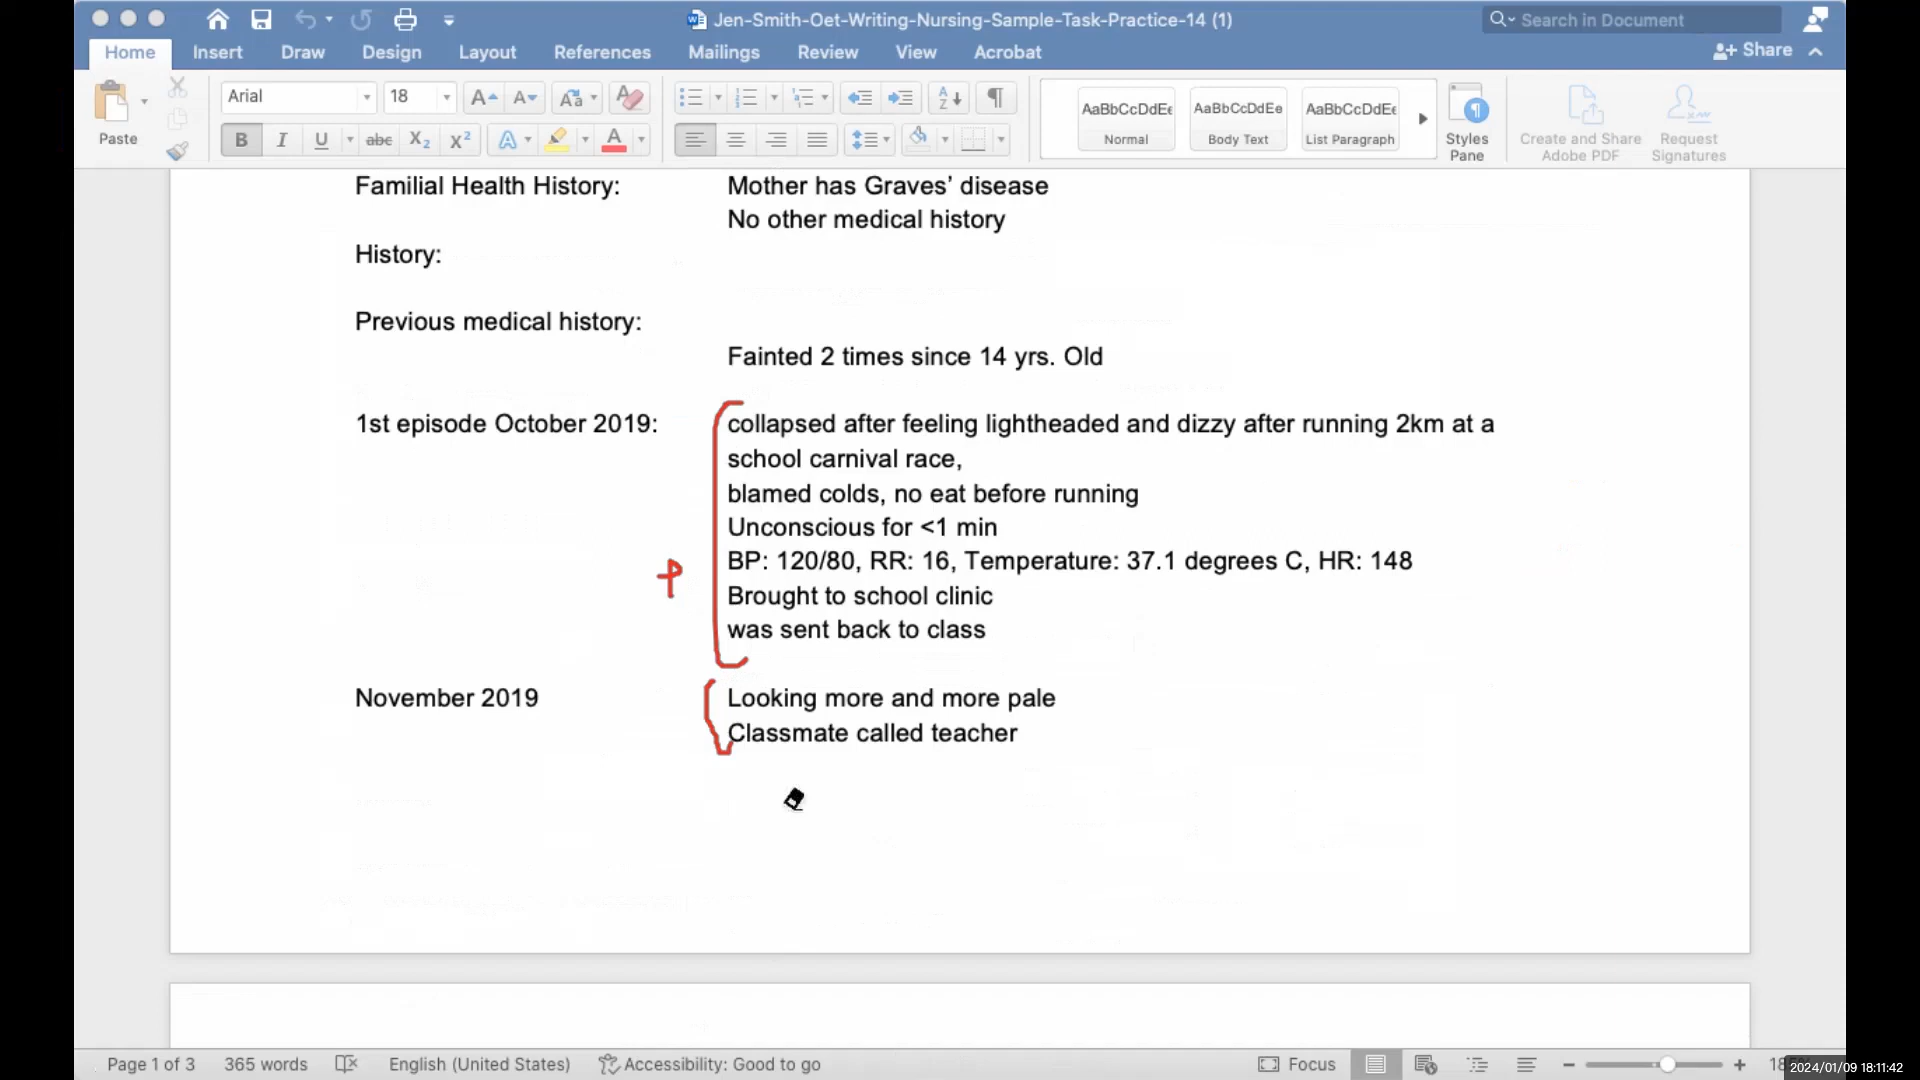 Jen-Smith-Oet-Writing-Nursing-Sample-Task-Practice-14 (1)
Search in Document
Home Insert Draw Design Layout References Mailings Review View Acrobat
Share
Paste
Arial 18
AaBbCcDdEe AaBbCcDdEe AaBbCcDdEe
Normal Body Text List Paragraph
Styles Pane
Create and Share Adobe PDF
Request Signatures
Familial Health History: Mother has Graves’ disease
No other medical history
History:
Previous medical history:
Fainted 2 times since 14 yrs. Old
1st episode October 2019: collapsed after feeling lightheaded and dizzy after running 2km at a
school carnival race,
blamed colds, no eat before running
Unconscious for <1 min
BP: 120/80, RR: 16, Temperature: 37.1 degrees C, HR: 148
Brought to school clinic
was sent back to class
November 2019 Looking more and more pale
Classmate called teacher
Page 1 of 3 365 words English (United States) Accessibility: Good to go Focus
2024/01/09 18:11:42